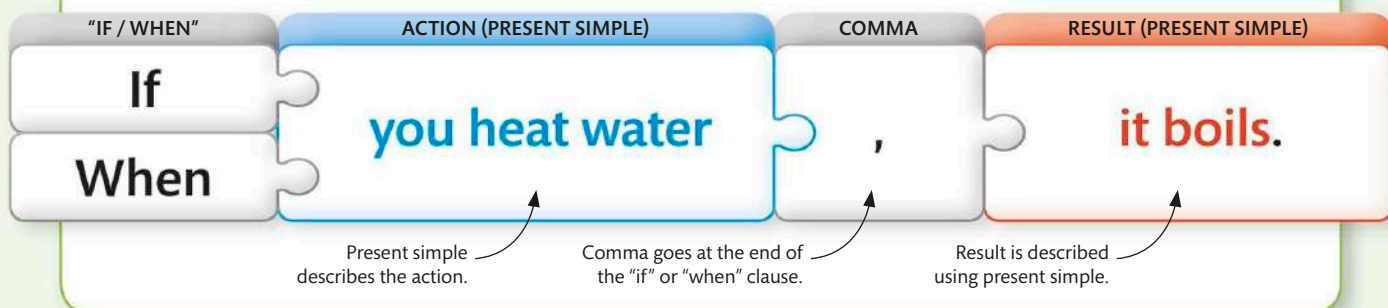 "IF / WHEN"
ACTION (PRESENT SIMPLE)
COMMA
RESULT (PRESENT SIMPLE)
If
When
you heat water
,
it boils.
Present simple
describes the action.
Comma goes at the end of
the "if" or "when" clause.
Result is described
using present simple.